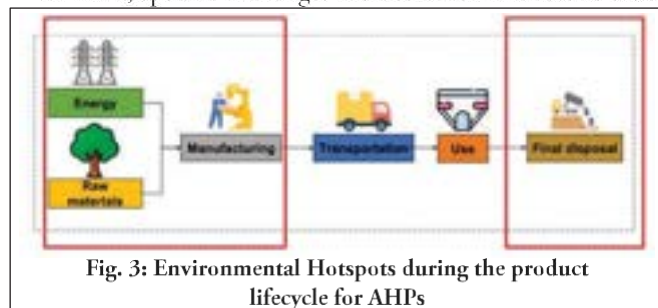 Energy
Manufacturing
Transportation
Use
Final disposal
Raw
materials
Fig. 3: Environmental Hotspots during the product
lifecycle for AHPs